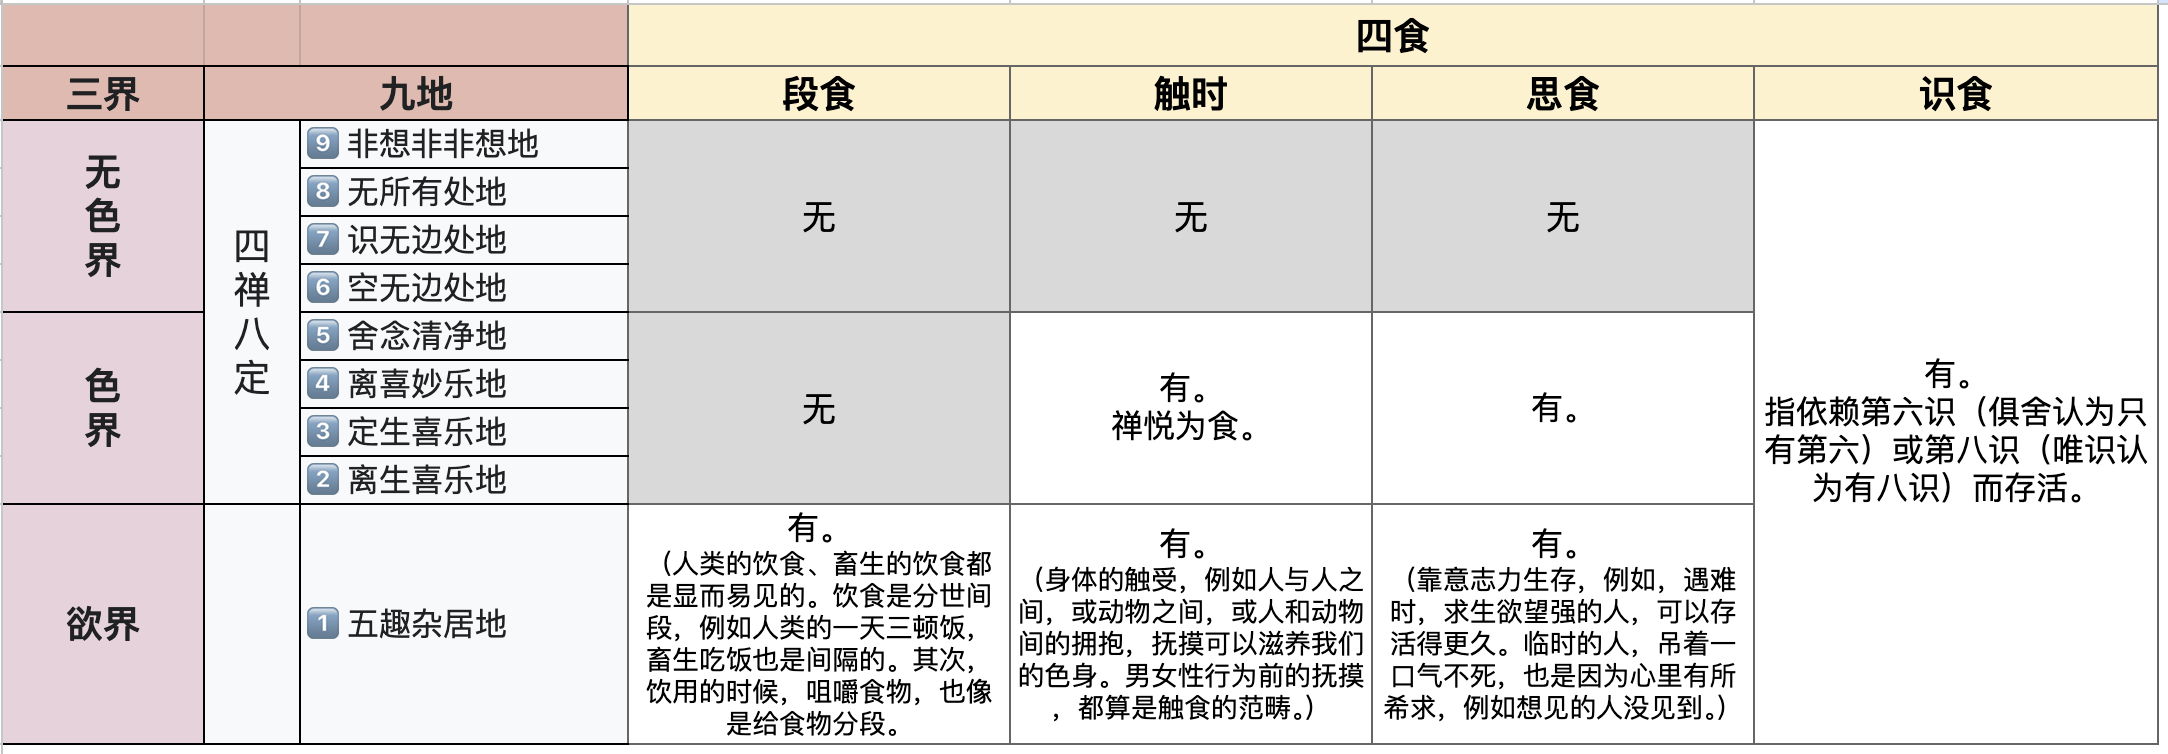 四食
三界 九地 段食 触时 思食 识食
无
色
界
四
禅
八
定
9 非想非非想地
8 无所有处地
7 识无边处地
6 空无边处地
无
无
无
色
界
5 舍念清净地
4 离喜妙乐地
3 定生喜乐地
2 离生喜乐地
无
有。
禅悦为食。
有。
有。
指依赖第六识（俱舍认为只
有第六）或第八识（唯识认
为有八识）而存活。
欲界
1 五趣杂居地
有。
（人类的饮食、畜生的饮食都
是显而易见的。饮食是分世间
段，例如人类的一天三顿饭，
畜生吃饭也是间隔的。其次，
饮用的时候，咀嚼食物，也像
是给食物分段。
有。
（身体的触受，例如人与人之
间，或动物之间，或人和动物
间的拥抱，抚摸可以滋养我们
的色身。男女性行为前的抚摸
，都算是触食的范畴。）
有。
（靠意志力生存，例如，遇难
时，求生欲望强的人，可以存
活得更久。临时的人，吊着一
口气不死，也是因为心里有所
希求，例如想见的人没见到。）